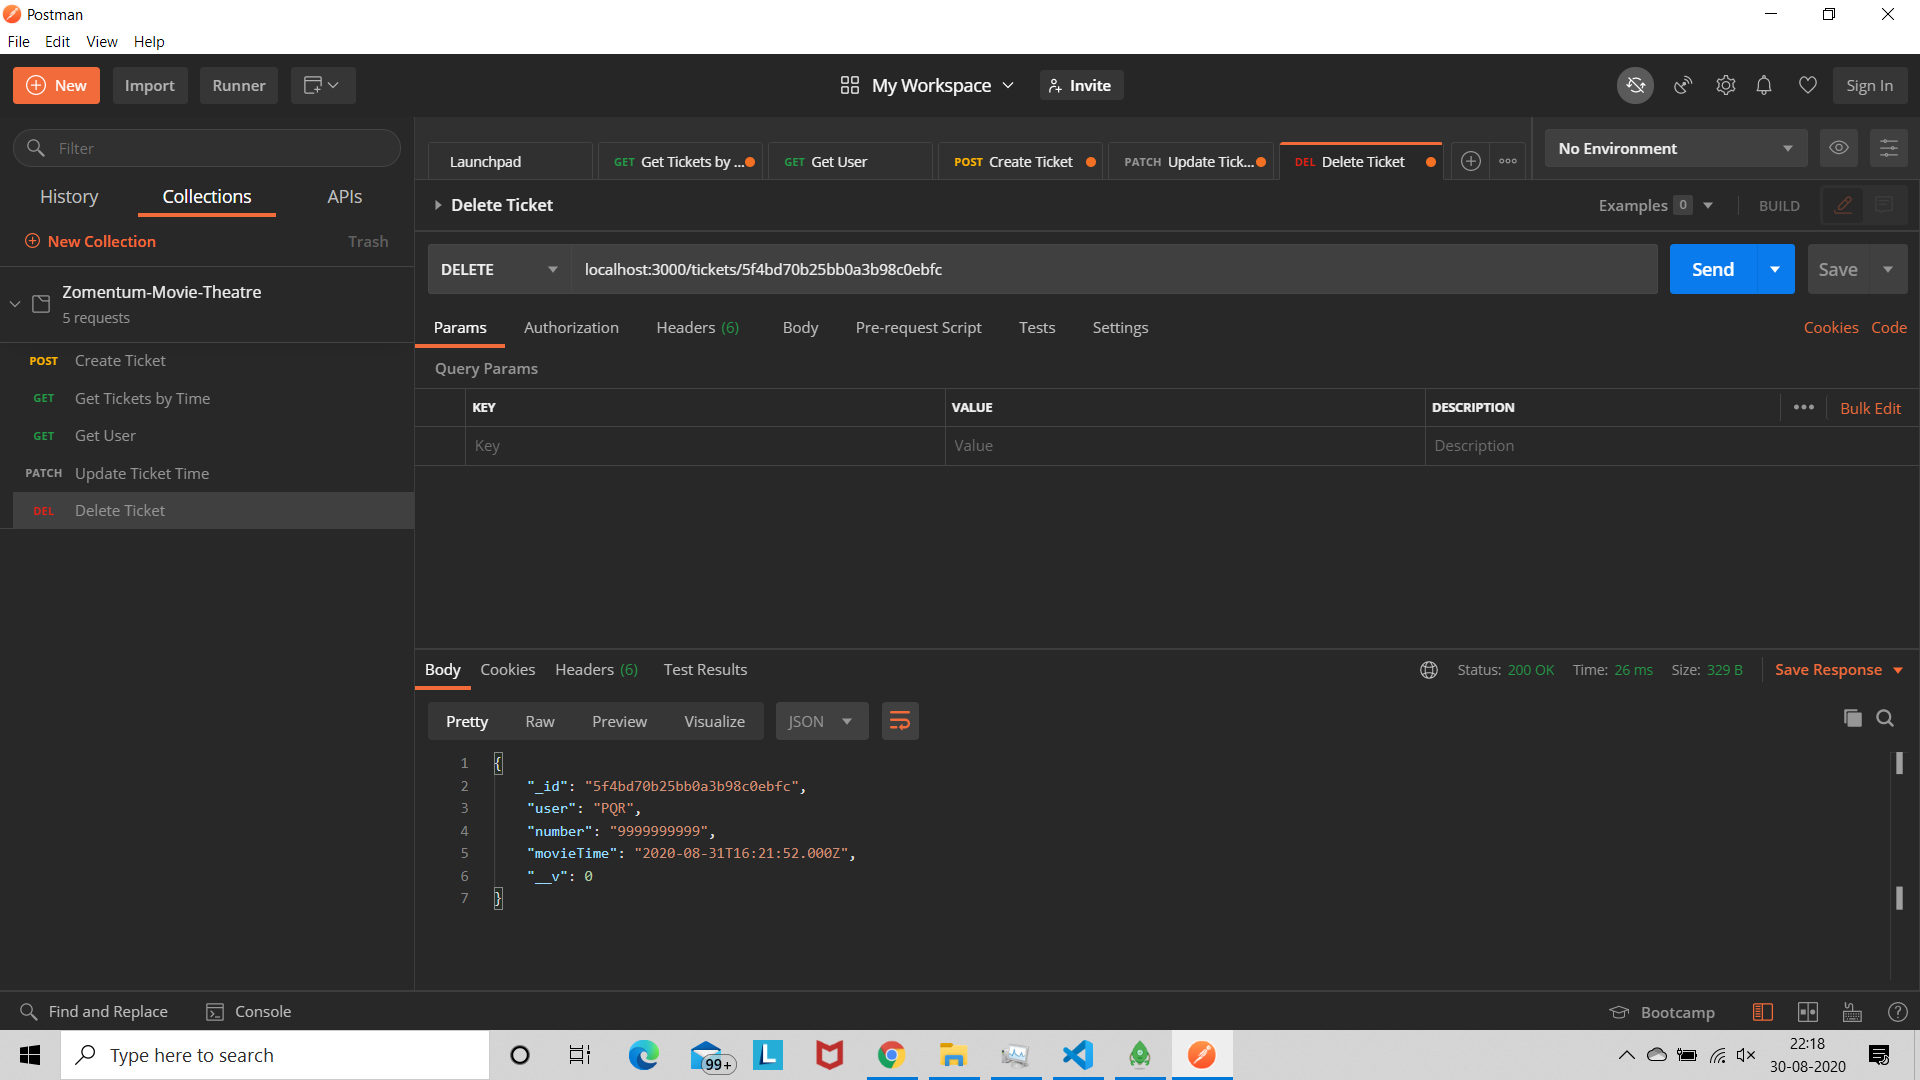 Postman
File Edit View Help
New Import Runner My Workspace Invite Sign In
Filter
History Collections APIs
New Collection Trash
Zomentum-Movie-Theatre
5 requests
POST Create Ticket
GET Get Tickets by Time
GET Get User
PATCH Update Ticket Time
DEL Delete Ticket
Launchpad GET Get Tickets by ... GET Get User POST Create Ticket PATCH Update Tick... DEL Delete Ticket No Environment
Delete Ticket Examples 0 BUILD
DELETE localhost:3000/tickets/5f4bd70b25bb0a3b98c0ebfc Send Save
Params Authorization Headers (6) Body Pre-request Script Tests Settings Cookies Code
Query Params
KEY VALUE DESCRIPTION Bulk Edit
Key Value Description
Body Cookies Headers (6) Test Results Status: 200 OK Time: 26 ms Size: 329 B Save Response
Pretty Raw Preview Visualize JSON
1 {
2 "_id": "5f4bd70b25bb0a3b98c0ebfc",
3 "user": "PQR",
4 "number": "9999999999",
5 "movieTime": "2020-08-31T16:21:52.000Z",
6 "__v": 0
7 }
Find and Replace Console Bootcamp
Type here to search 99+ L 22:18
30-08-2020